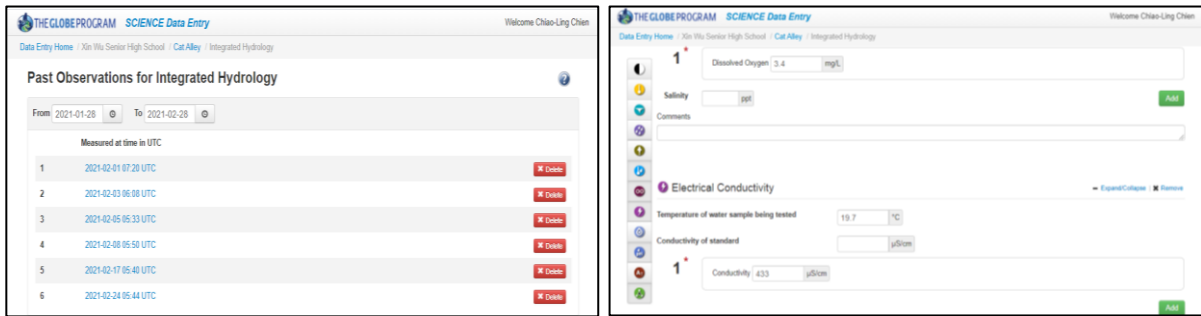 THE GLOBE PROGRAM SCIENCE Data Entry Welcome Chiao-Ling Chien
Data Entry Home / Xin Wu Senior High School / Cat Alley / Integrated Hydrology
Past Observations for Integrated Hydrology
From 2021-01-28 To 2021-02-28
Measured at time in UTC
1 2021-02-01 07:20 UTC Delete
2 2021-02-03 06:08 UTC Delete
3 2021-02-05 05:33 UTC Delete
4 2021-02-08 05:50 UTC Delete
5 2021-02-17 05:40 UTC Delete
6 2021-02-24 05:44 UTC Delete
THE GLOBE PROGRAM SCIENCE Data Entry Welcome Chiao-Ling Chien
Data Entry Home / Xin Wu Senior High School / Cat Alley / Integrated Hydrology
1* Dissolved Oxygen 3.4 mg/L
Salinity ppt Add
Comments
Electrical Conductivity Expand/Collapse | Remove
Temperature of water sample being tested 19.7 °C
Conductivity of standard µS/cm
1* Conductivity 433 µS/cm
Add